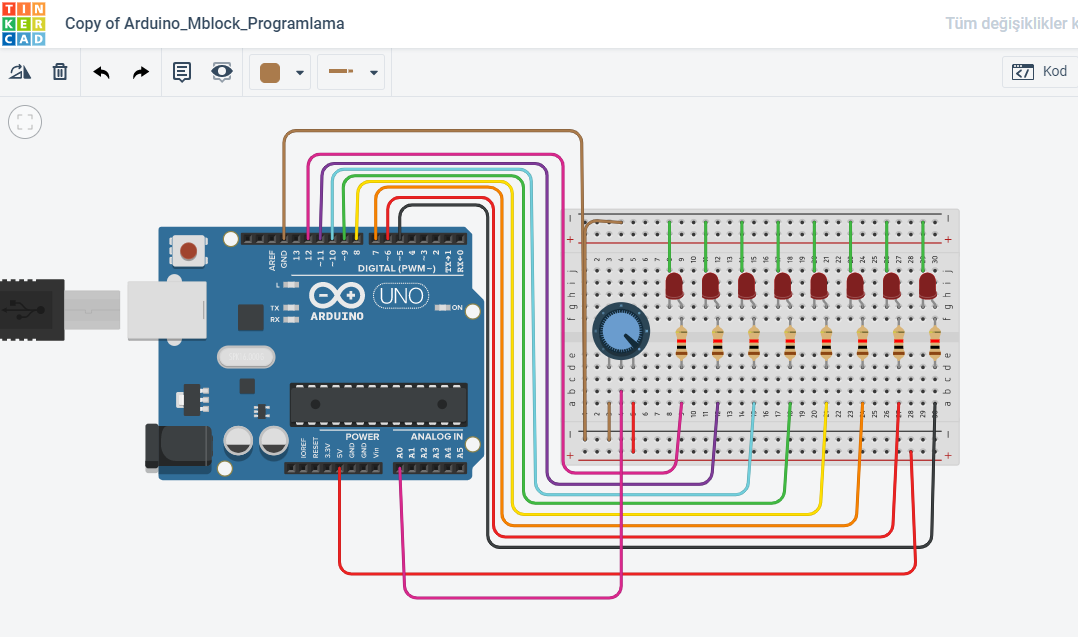 TIN
KER
CAD
Copy of Arduino_Mblock_Programlama
Tüm değişiklikler k
Kod
AREF
GND
13
12
~11
~10
~9
8
7
~6
~5
4
~3
2
TX→1
RX←0
DIGITAL (PWM~)
L
TX
RX
UNO
ON
ARDUINO
POWER
ANALOG IN
IOREF
RESET
3.3V
5V
GND
GND
Vin
A0
A1
A2
A3
A4
A5